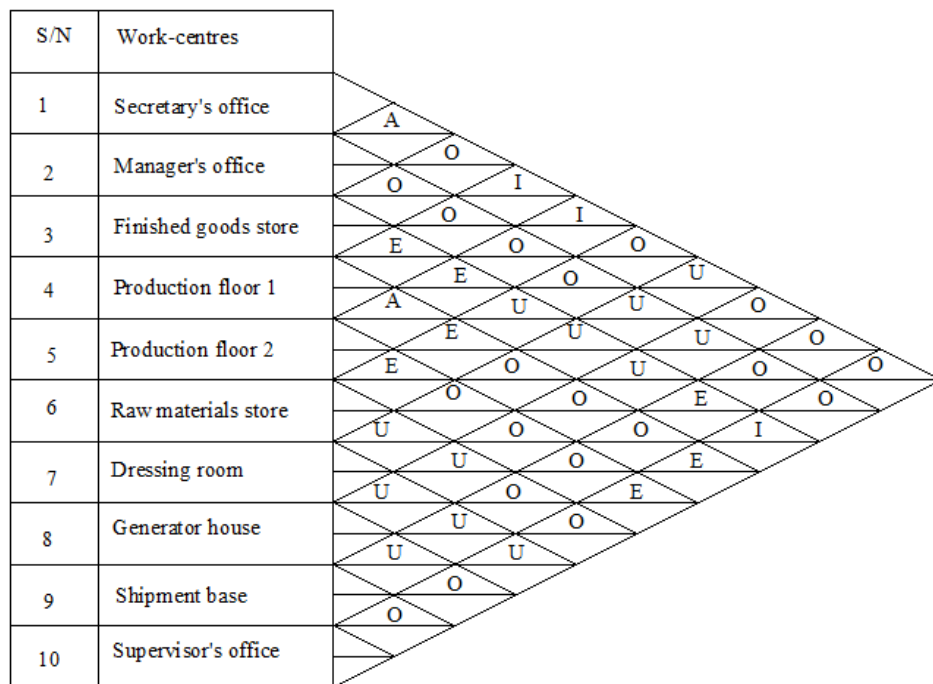 S/N Work-centres
1 Secretary's office
A
O
2 Manager's office
O I
O I
3 Finished goods store
E O O
E O U
4 Production floor 1
A U U O
E U U O
5 Production floor 2
E O U O O
O O E O
6 Raw materials store
U O O I
U O E
7 Dressing room
U O E
U O
8 Generator house
U U
O
9 Shipment base
O
10 Supervisor's office